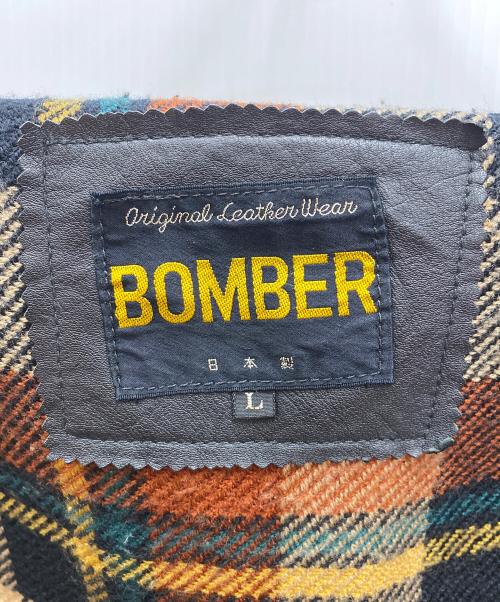 Original Leather Wear
BOMBER
日本製
L